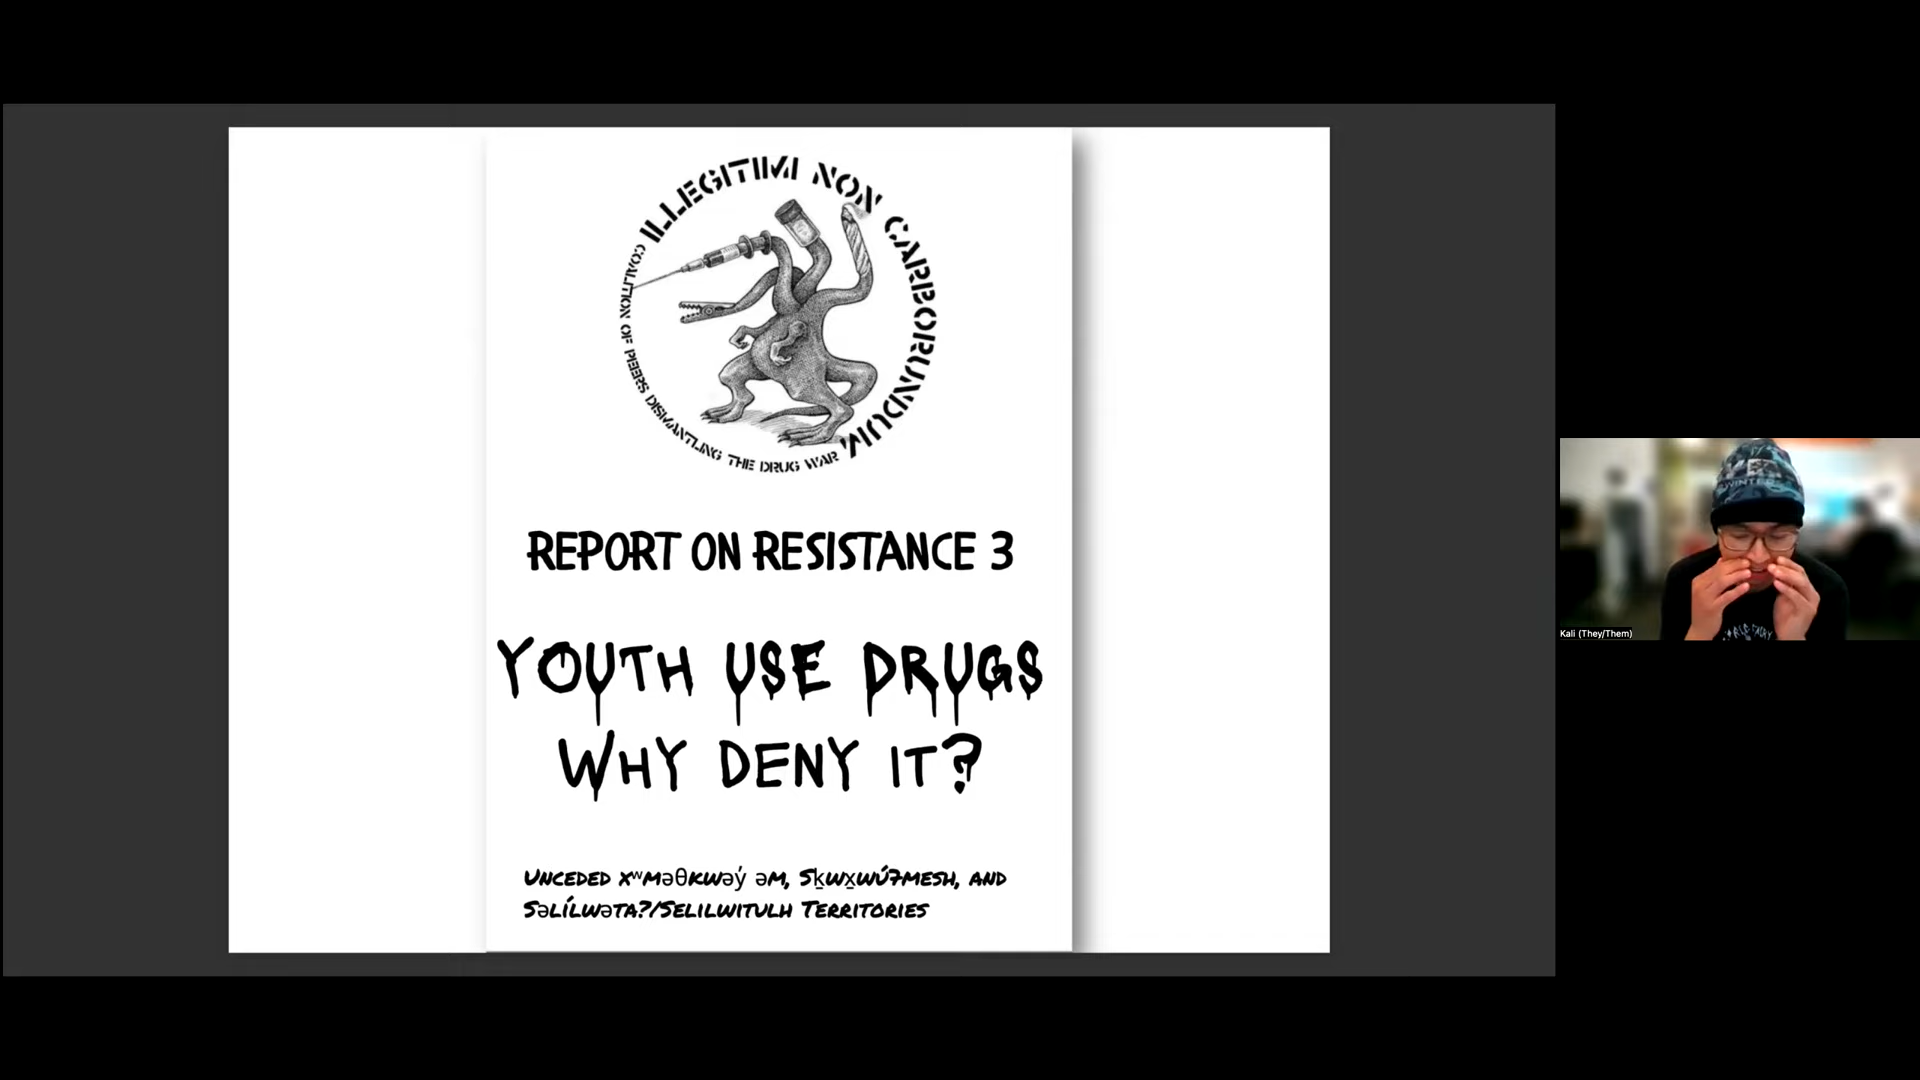 ILLEGITIMI NON CARBORUNDUM
COALITION OF PEERS DISMANTLING THE DRUG WAR
REPORT ON RESISTANCE 3
YOUTH USE DRUGS
WHY DENY IT?
UNCEDED xʷməθkwəy̓ əm, Sḵwx̱wú7mesh, AND
Səlílwəta?/Selilwitulh Territories
Kali (They/Them)